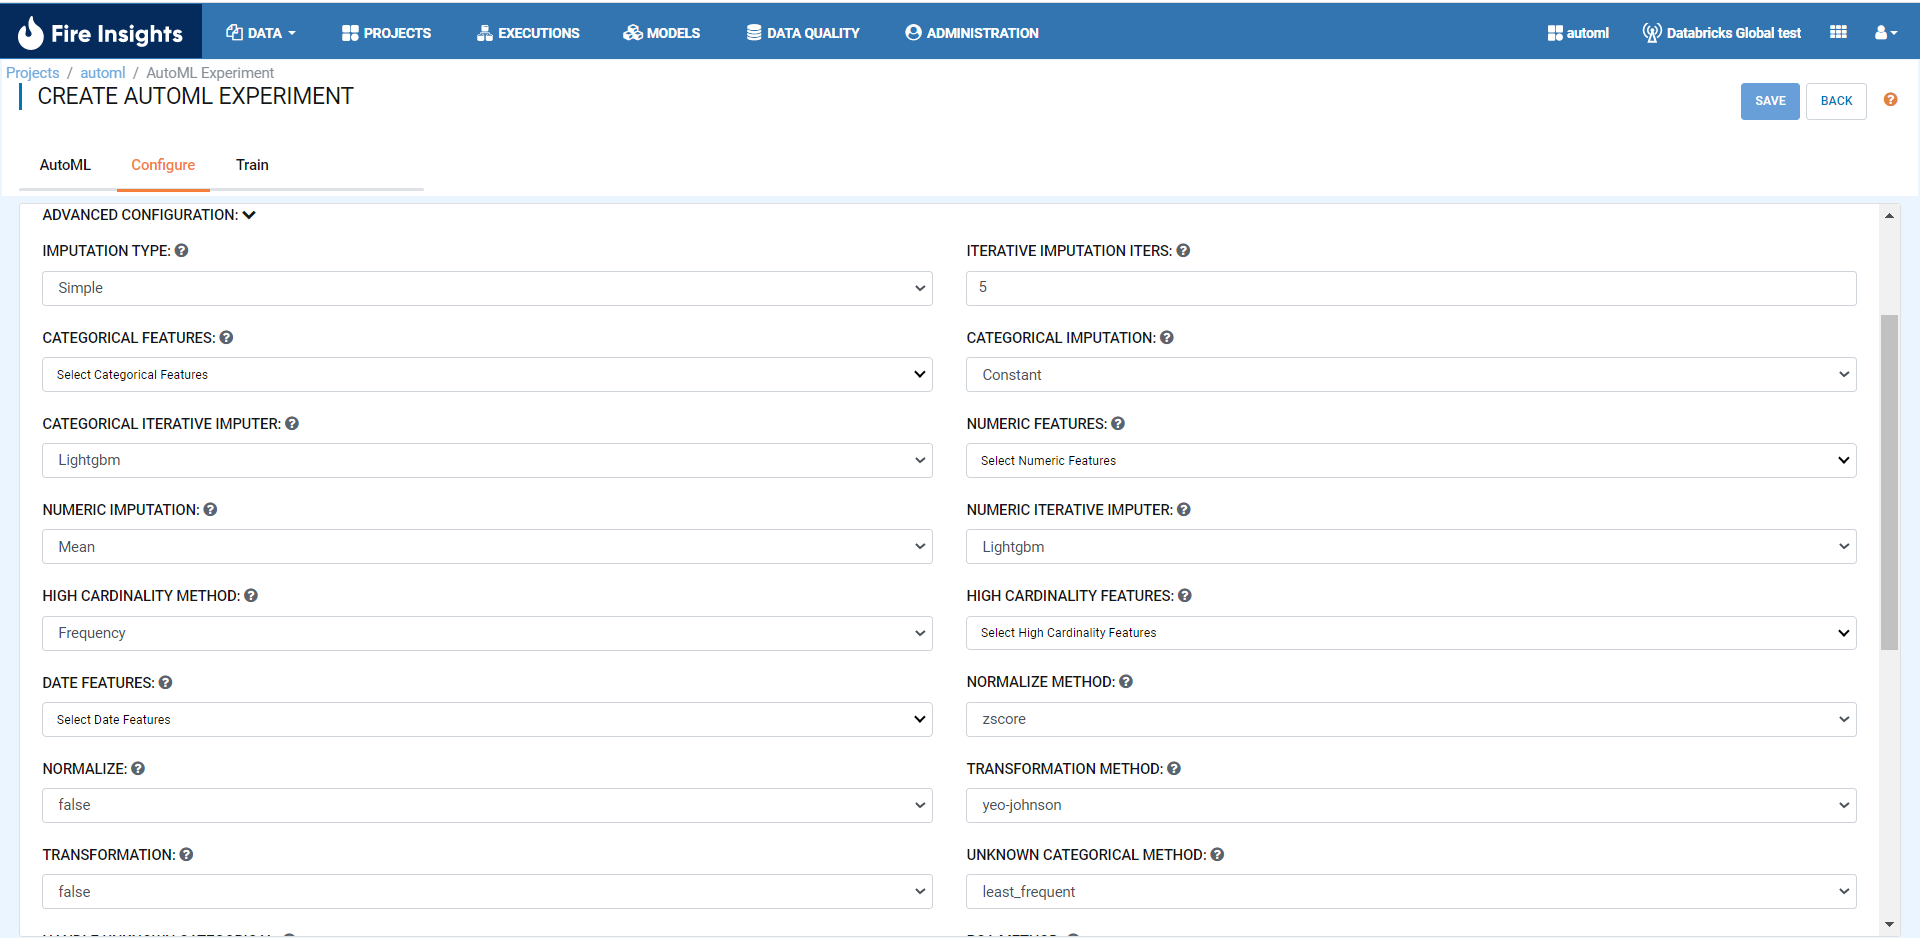 Fire Insights
DATA
PROJECTS
EXECUTIONS
MODELS
DATA QUALITY
ADMINISTRATION
automl
Databricks Global test
Projects / automl / AutoML Experiment
CREATE AUTOML EXPERIMENT
SAVE
BACK
AutoML
Configure
Train
ADVANCED CONFIGURATION:
IMPUTATION TYPE:
ITERATIVE IMPUTATION ITERS:
Simple
5
CATEGORICAL FEATURES:
CATEGORICAL IMPUTATION:
Select Categorical Features
Constant
CATEGORICAL ITERATIVE IMPUTER:
NUMERIC FEATURES:
Lightgbm
Select Numeric Features
NUMERIC IMPUTATION:
NUMERIC ITERATIVE IMPUTER:
Mean
Lightgbm
HIGH CARDINALITY METHOD:
HIGH CARDINALITY FEATURES:
Frequency
Select High Cardinality Features
DATE FEATURES:
NORMALIZE METHOD:
Select Date Features
zscore
NORMALIZE:
TRANSFORMATION METHOD:
false
yeo-johnson
TRANSFORMATION:
UNKNOWN CATEGORICAL METHOD:
false
least_frequent